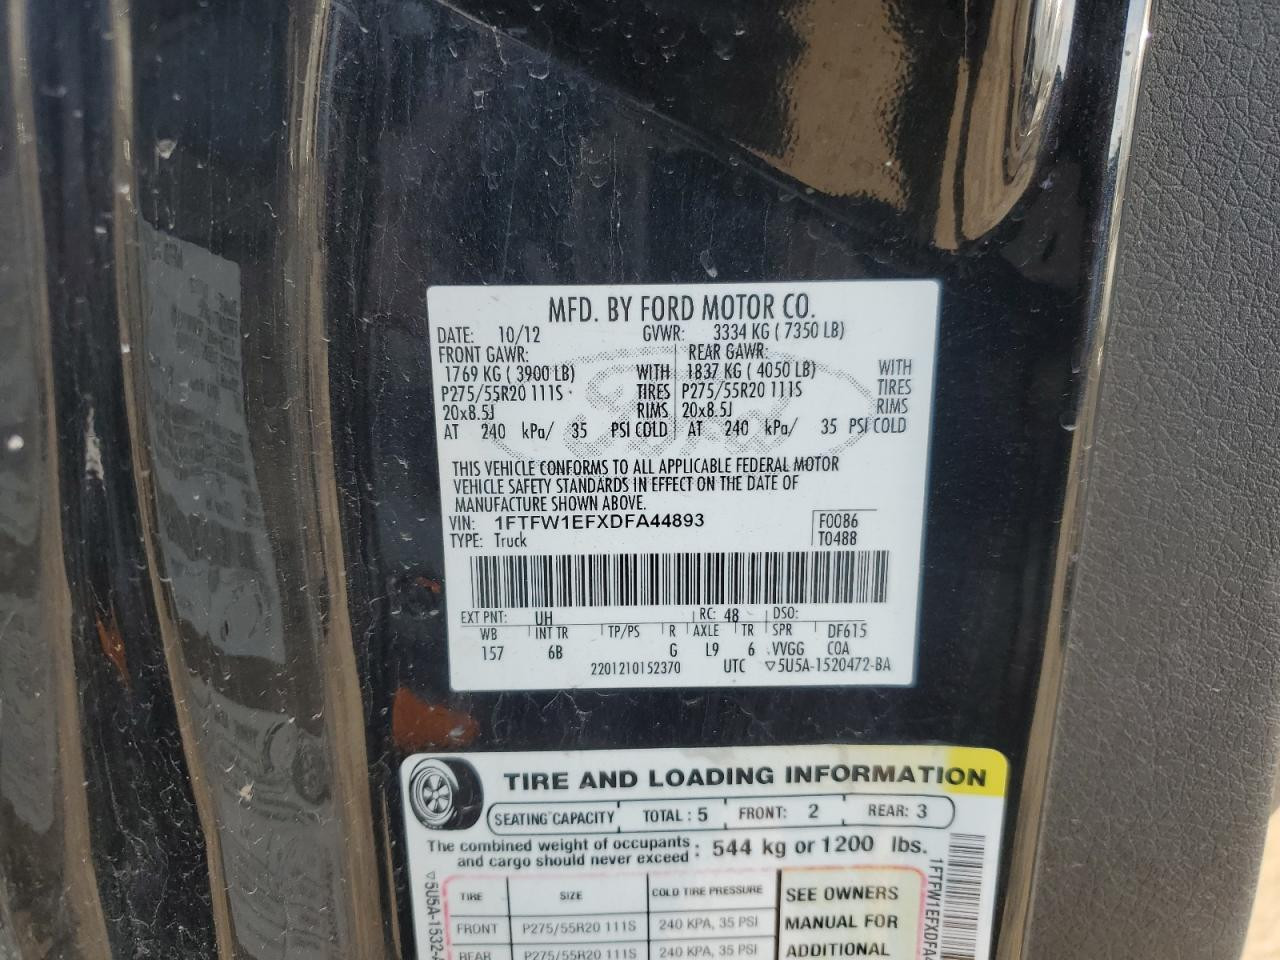 MFD. BY FORD MOTOR CO.
DATE: 10/12 GVWR: 3334 KG ( 7350 LB)
FRONT GAWR: REAR GAWR:
1769 KG ( 3900 LB) WITH 1837 KG ( 4050 LB) WITH
P275/55R20 111S TIRES P275/55R20 111S TIRES
20x8.5J RIMS 20x8.5J RIMS
AT 240 kPa/ 35 PSI COLD AT 240 kPa/ 35 PSI COLD
THIS VEHICLE CONFORMS TO ALL APPLICABLE FEDERAL MOTOR
VEHICLE SAFETY STANDARDS IN EFFECT ON THE DATE OF
MANUFACTURE SHOWN ABOVE.
VIN: 1FTFW1EFXDFA44893 F0086
TYPE: Truck T0488
EXT PNT: UH RC: 48 DSO:
WB INT TR TP/PS R AXLE TR SPR DF615
157 6B G L9 6 VVGG COA
2201210152370 UTC ▽5U5A-1520472-BA
TIRE AND LOADING INFORMATION
SEATING CAPACITY TOTAL : 5 FRONT: 2 REAR: 3
The combined weight of occupants
and cargo should never exceed : 544 kg or 1200 lbs.
TIRE SIZE COLD TIRE PRESSURE SEE OWNERS
FRONT P275/55R20 111S 240 KPA, 35 PSI MANUAL FOR
REAR P275/55R20 111S 240 KPA, 35 PSI ADDITIONAL
▽5U5A-1532-
1FTFW1EFXDFA4